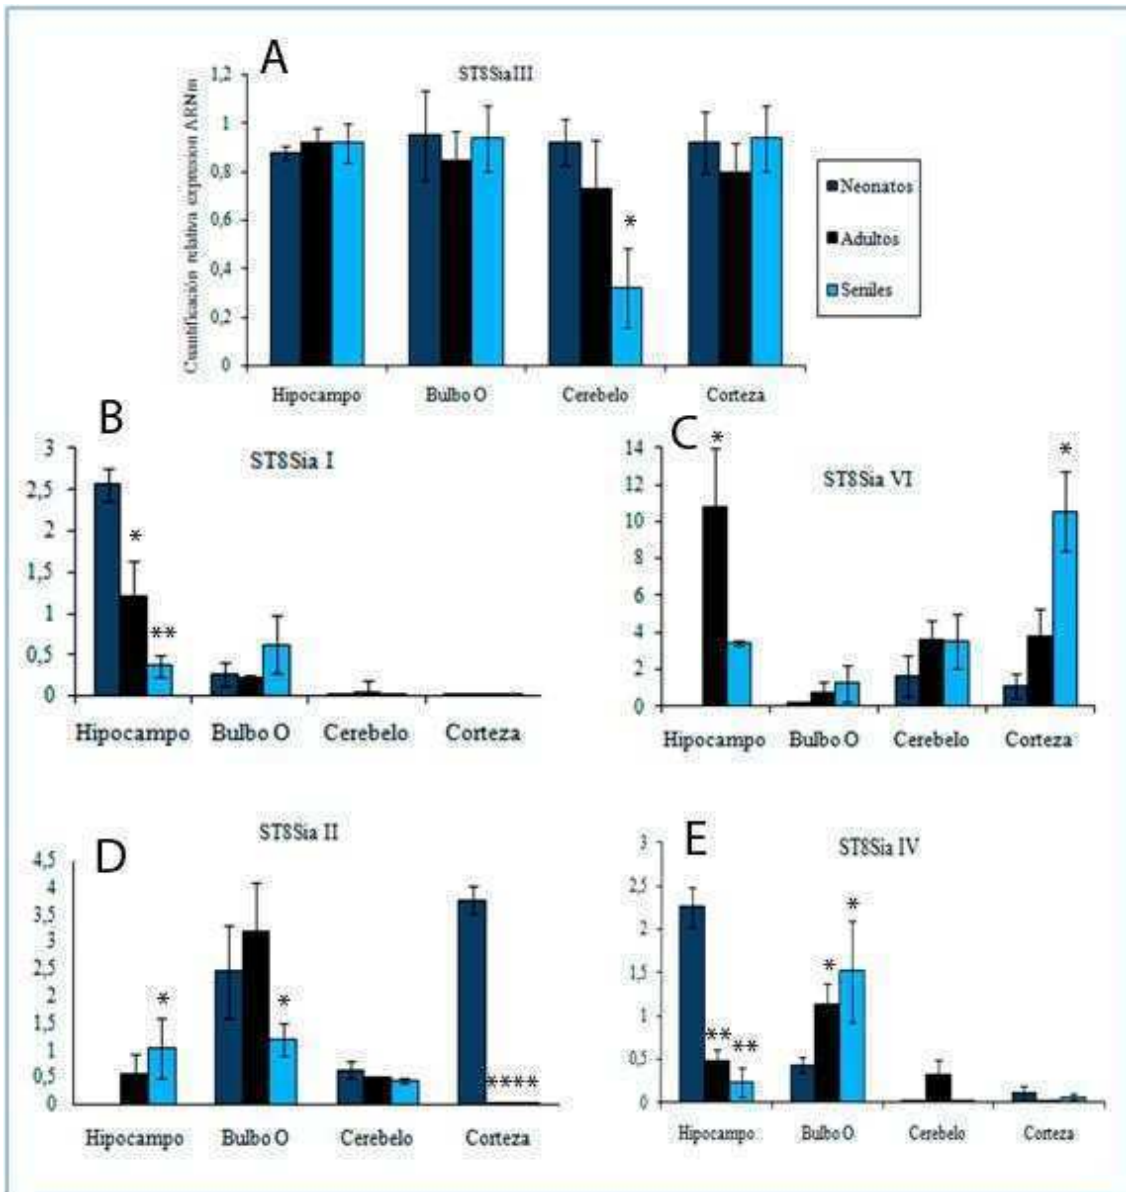 A
ST8SiaIII
Cuantificación relativa expresion ARNm
1,2
1
0,8
0,6
0,4
0,2
0
*
Hipocampo Bulbo O Cerebelo Corteza
Neonatos
Adultos
Seniles
B
ST8Sia I
3
2,5
2
1,5
1
0,5
0
*
**
Hipocampo Bulbo O Cerebelo Corteza
C
ST8Sia VI
14
12
10
8
6
4
2
0
*
*
Hipocampo Bulbo O Cerebelo Corteza
D
ST8Sia II
4,5
4
3,5
3
2,5
2
1,5
1
0,5
0
*
*
****
Hipocampo Bulbo O Cerebelo Corteza
E
ST8Sia IV
3
2,5
2
1,5
1
0,5
0
** **
*
*
Hipocampo Bulbo O Cerebelo Corteza